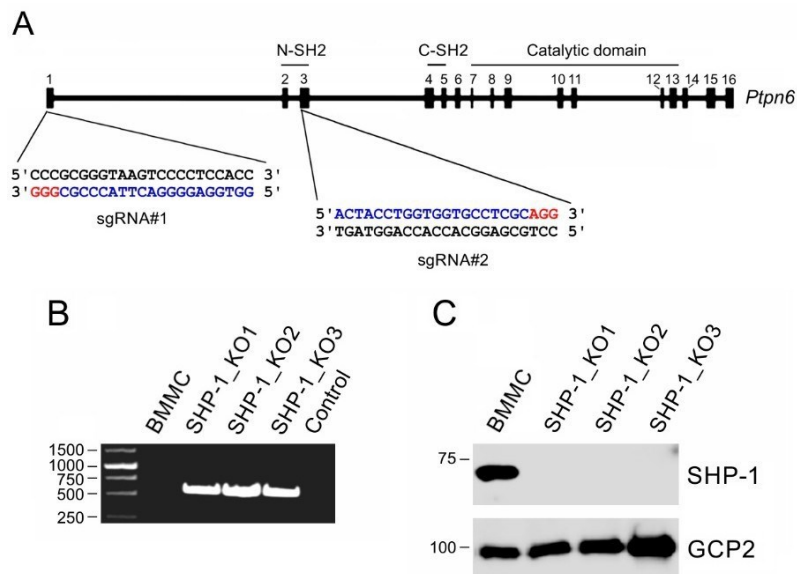 A
N-SH2 C-SH2 Catalytic domain
1 2 3 4 5 6 7 8 9 10 11 12 13 14 15 16
Ptpn6
5'CCCGCGGGTAAGTCCCCTCCACC 3'
3'GGGCGCCCATTCAGGGGAGGTGG 5'
sgRNA#1
5'ACTACCTGGTGGTGCCTCGCAGG 3'
3'TGATGGACCACCACGGAGCGTCC 5'
sgRNA#2
B
BMMC SHP-1_KO1 SHP-1_KO2 SHP-1_KO3 Control
1500
1000
750
500
250
C
BMMC SHP-1_KO1 SHP-1_KO2 SHP-1_KO3
75
SHP-1
100
GCP2